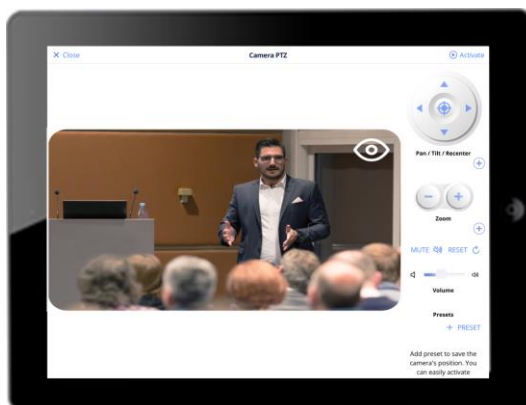 Close
Camera PTZ
Activate
Pan / Tilt / Recenter
Zoom
MUTE
RESET
Volume
Presets
+ PRESET
Add preset to save the
camera's position. You
can easily activate